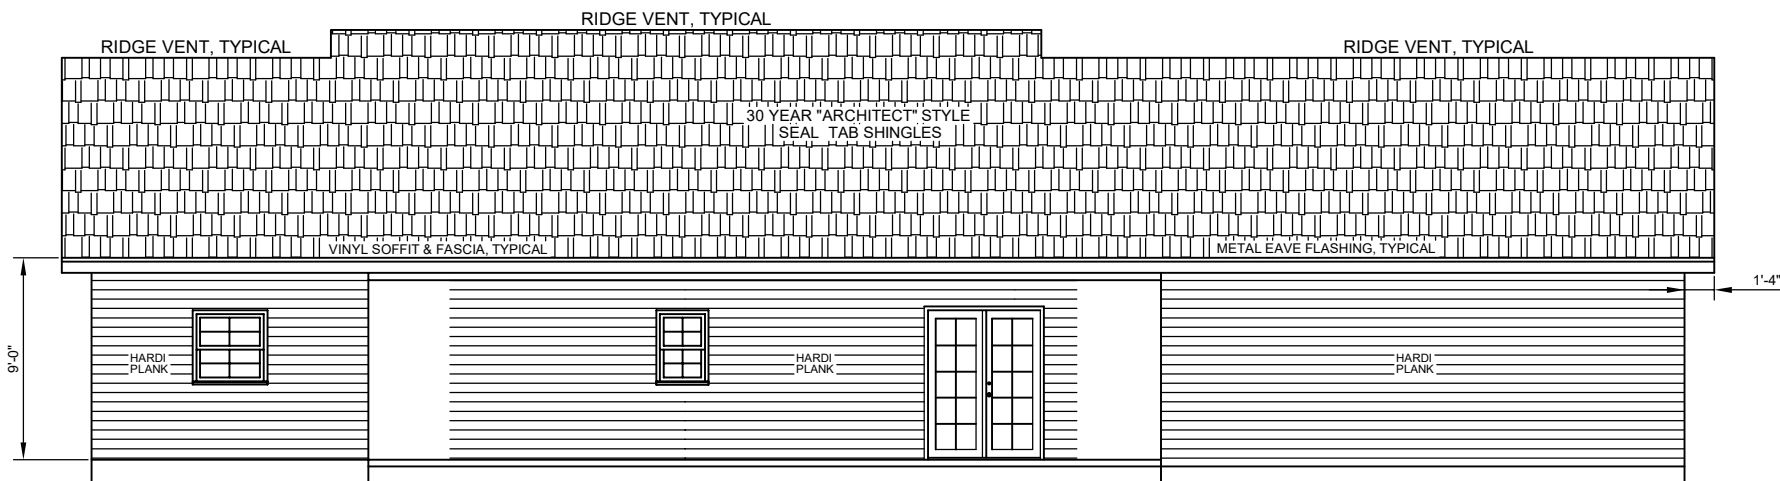 RIDGE VENT, TYPICAL
RIDGE VENT, TYPICAL
RIDGE VENT, TYPICAL
30 YEAR "ARCHITECT" STYLE
SEAL TAB SHINGLES
VINYL SOFFIT & FASCIA, TYPICAL
METAL EAVE FLASHING, TYPICAL
1'-4"
9'-0"
HARDI
PLANK
HARDI
PLANK
HARDI
PLANK